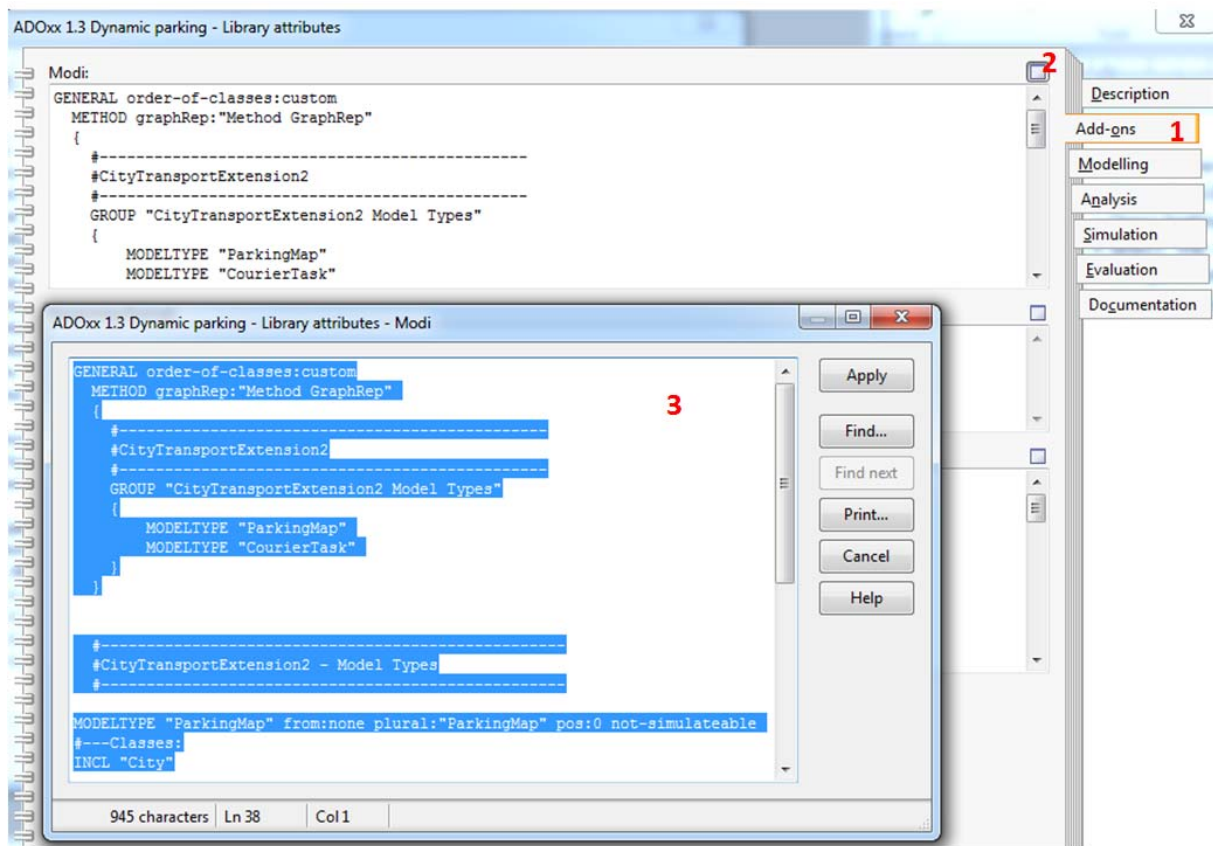 ADOxx 1.3 Dynamic parking - Library attributes
Modi:
2
GENERAL order-of-classes:custom
METHOD graphRep:"Method GraphRep"
{
#-----------------------------------------------
#CityTransportExtension2
#-----------------------------------------------
GROUP "CityTransportExtension2 Model Types"
{
MODELTYPE "ParkingMap"
MODELTYPE "CourierTask"
Description
Add-ons 1
Modelling
Analysis
Simulation
Evaluation
Documentation
ADOxx 1.3 Dynamic parking - Library attributes - Modi
GENERAL order-of-classes:custom
METHOD graphRep:"Method GraphRep"
{
#-----------------------------------------------
#CityTransportExtension2
#-----------------------------------------------
GROUP "CityTransportExtension2 Model Types"
{
MODELTYPE "ParkingMap"
MODELTYPE "CourierTask"
}
}
#---------------------------------------------------
#CityTransportExtension2 - Model Types
#---------------------------------------------------
MODELTYPE "ParkingMap" from:none plural:"ParkingMap" pos:0 not-simulateable
#---Classes:
INCL "City"
3
Apply
Find...
Find next
Print...
Cancel
Help
945 characters Ln 38 Col 1